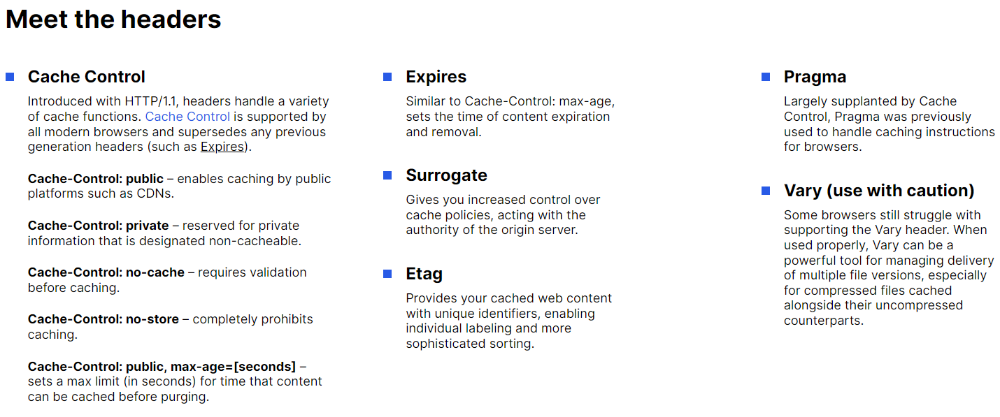 Meet the headers
Cache Control
Introduced with HTTP/1.1, headers handle a variety
of cache functions. Cache Control is supported by
all modern browsers and supersedes any previous
generation headers (such as Expires).
Cache-Control: public – enables caching by public
platforms such as CDNs.
Cache-Control: private – reserved for private
information that is designated non-cacheable.
Cache-Control: no-cache – requires validation
before caching.
Cache-Control: no-store – completely prohibits
caching.
Cache-Control: public, max-age=[seconds] –
sets a max limit (in seconds) for time that content
can be cached before purging.
Expires
Similar to Cache-Control: max-age,
sets the time of content expiration
and removal.
Surrogate
Gives you increased control over
cache policies, acting with the
authority of the origin server.
Etag
Provides your cached web content
with unique identifiers, enabling
individual labeling and more
sophisticated sorting.
Pragma
Largely supplanted by Cache
Control, Pragma was previously
used to handle caching instructions
for browsers.
Vary (use with caution)
Some browsers still struggle with
supporting the Vary header. When
used properly, Vary can be a
powerful tool for managing delivery
of multiple file versions, especially
for compressed files cached
alongside their uncompressed
counterparts.